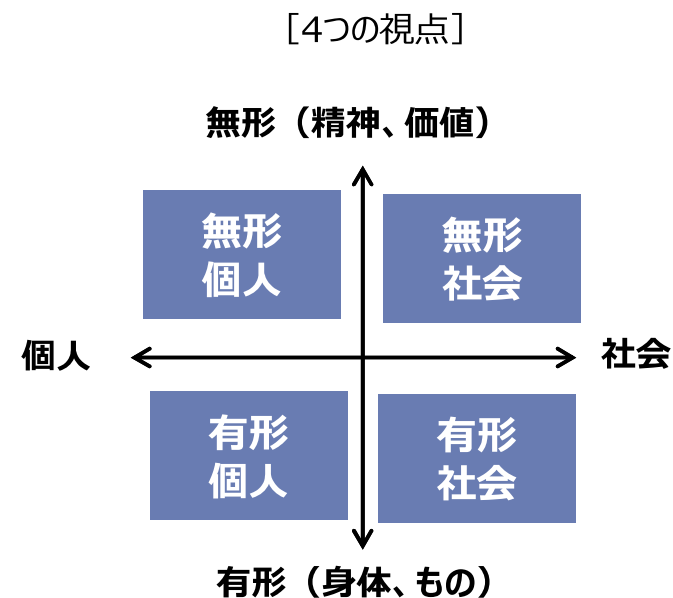 ［4つの視点］
無形（精神、価値）
無形
個人
無形
社会
個人
社会
有形
個人
有形
社会
有形（身体、もの）